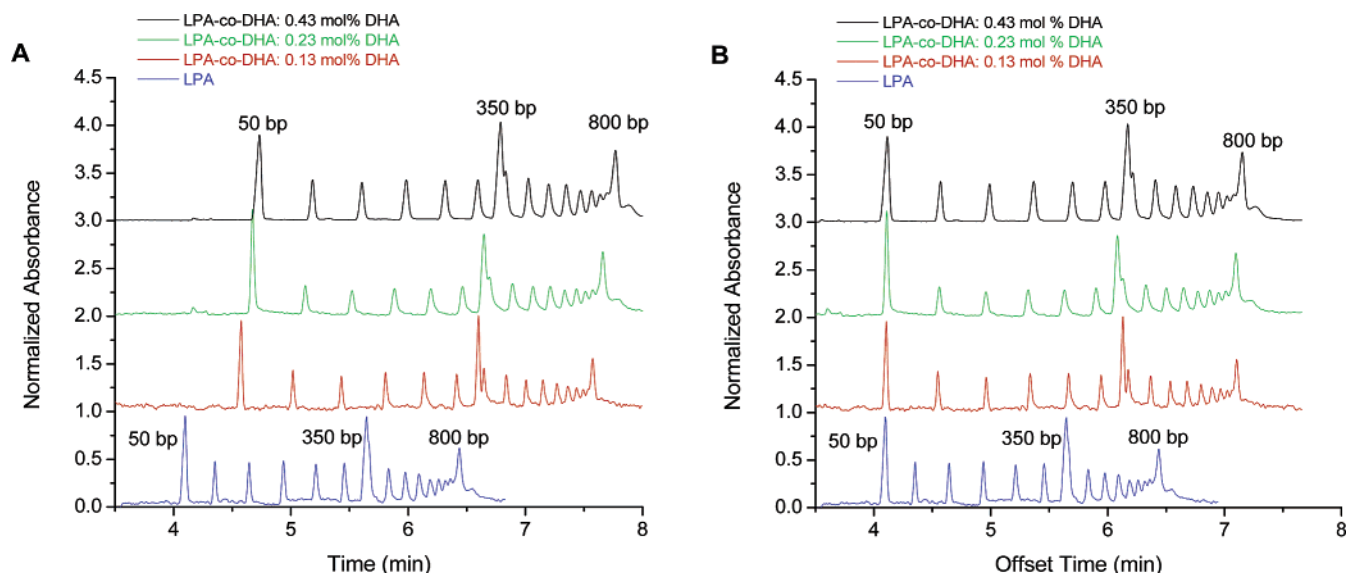 A
LPA-co-DHA: 0.43 mol% DHA
LPA-co-DHA: 0.23 mol% DHA
LPA-co-DHA: 0.13 mol% DHA
LPA
Normalized Absorbance
4.5
4.0
3.5
3.0
2.5
2.0
1.5
1.0
0.5
0.0
50 bp
350 bp
800 bp
50 bp
350 bp
800 bp
4 5 6 7 8
Time (min)
B
LPA-co-DHA: 0.43 mol % DHA
LPA-co-DHA: 0.23 mol % DHA
LPA-co-DHA: 0.13 mol % DHA
LPA
Normalized Absorbance
4.5
4.0
3.5
3.0
2.5
2.0
1.5
1.0
0.5
0.0
50 bp
350 bp
800 bp
50 bp
350 bp
800 bp
4 5 6 7 8
Offset Time (min)